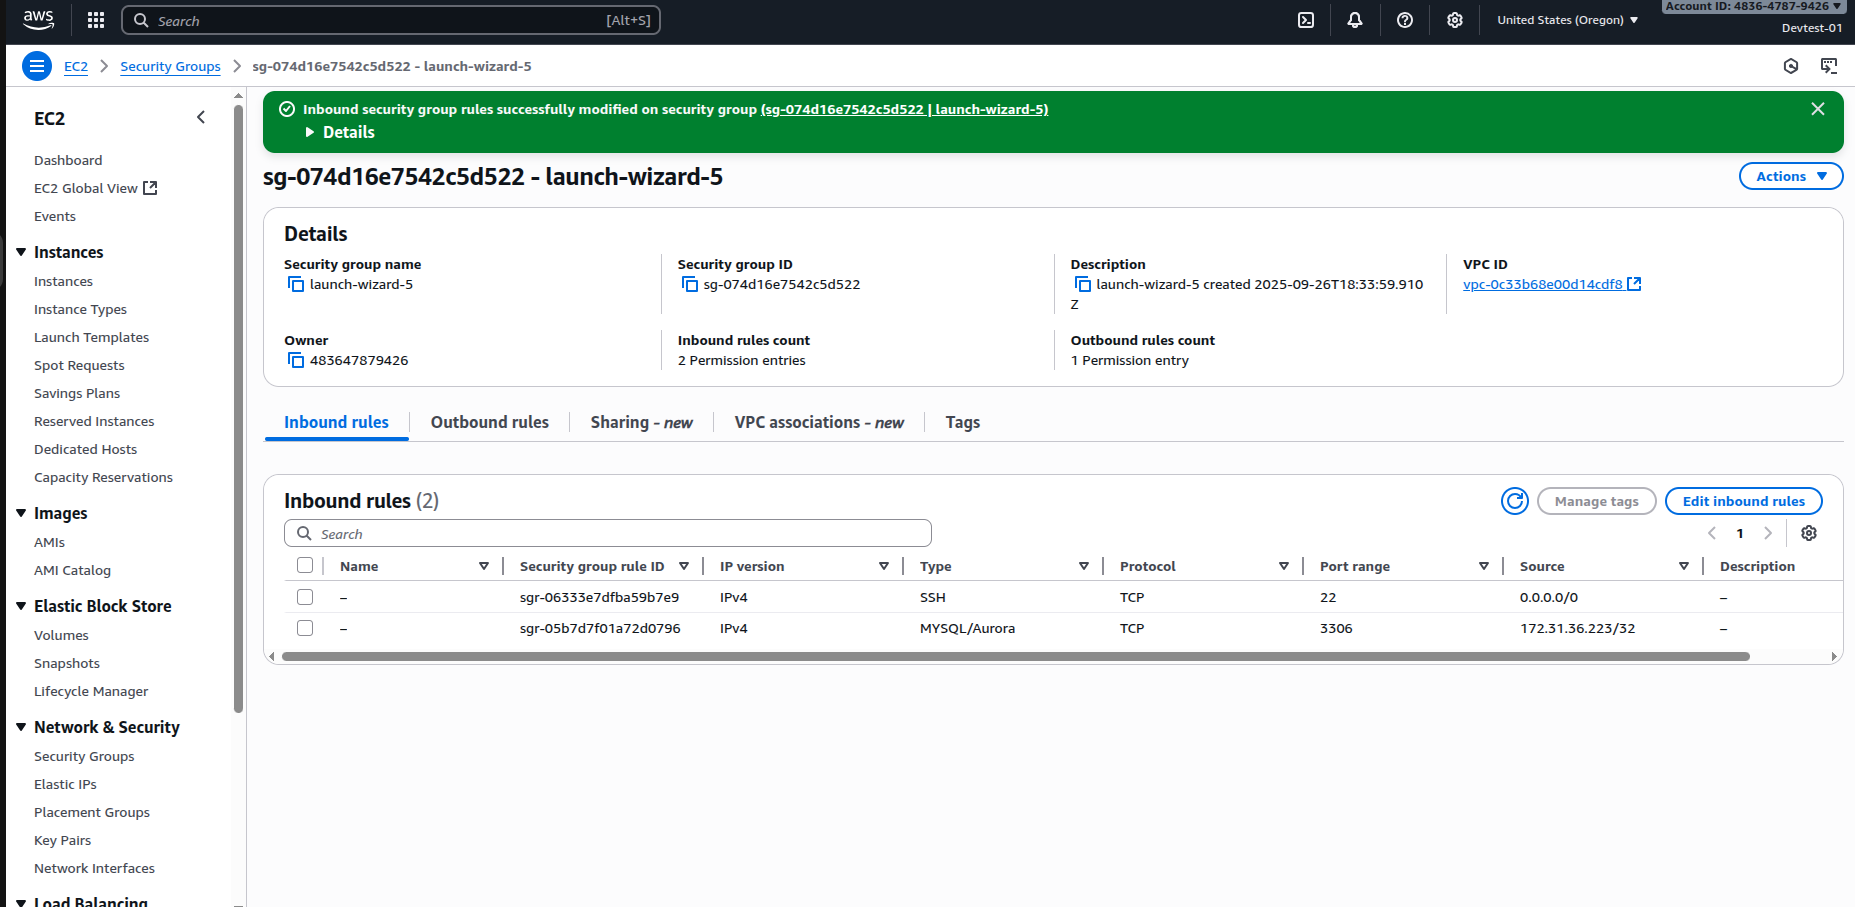 aws
Search [Alt+S]
United States (Oregon)
Account ID: 4836-4787-9426
Devtest-01
EC2 Security Groups sg-074d16e7542c5d522 - launch-wizard-5
EC2
Dashboard
EC2 Global View
Events
Instances
Instances
Instance Types
Launch Templates
Spot Requests
Savings Plans
Reserved Instances
Dedicated Hosts
Capacity Reservations
Images
AMIs
AMI Catalog
Elastic Block Store
Volumes
Snapshots
Lifecycle Manager
Network & Security
Security Groups
Elastic IPs
Placement Groups
Key Pairs
Network Interfaces
Load Balancing
Inbound security group rules successfully modified on security group (sg-074d16e7542c5d522 | launch-wizard-5)
Details
sg-074d16e7542c5d522 - launch-wizard-5
Actions
Details
Security group name
launch-wizard-5
Security group ID
sg-074d16e7542c5d522
Description
launch-wizard-5 created 2025-09-26T18:33:59.910
Z
VPC ID
vpc-0c33b68e00d14cdf8
Owner
483647879426
Inbound rules count
2 Permission entries
Outbound rules count
1 Permission entry
Inbound rules Outbound rules Sharing - new VPC associations - new Tags
Inbound rules (2)
Manage tags
Edit inbound rules
Search
1
Name Security group rule ID IP version Type Protocol Port range Source Description
– sgr-06333e7dfba59b7e9 IPv4 SSH TCP 22 0.0.0.0/0 –
– sgr-05b7d7f01a72d0796 IPv4 MYSQL/Aurora TCP 3306 172.31.36.223/32 –